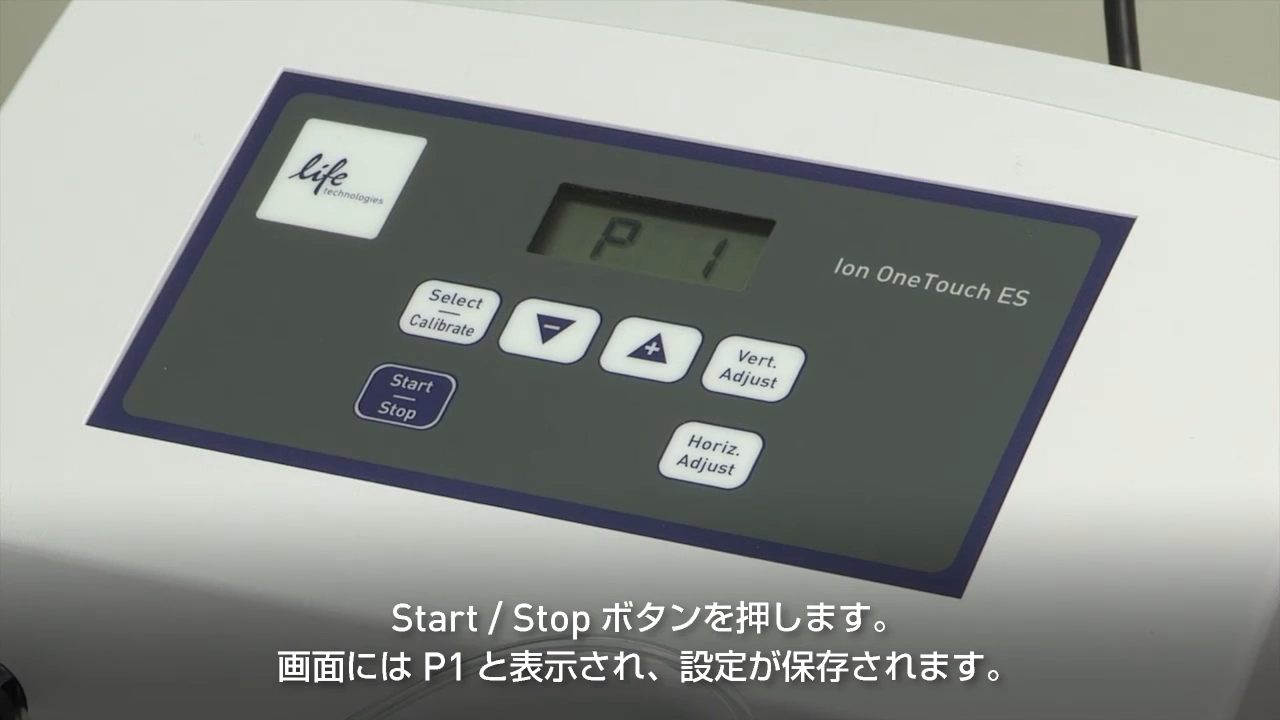 life
technologies
P 1
Ion OneTouch ES
Select
Calibrate
−
+
Vert.
Adjust
Start
Stop
Horiz.
Adjust
Start / Stop ボタンを押します。
画面には P1 と表示され、設定が保存されます。